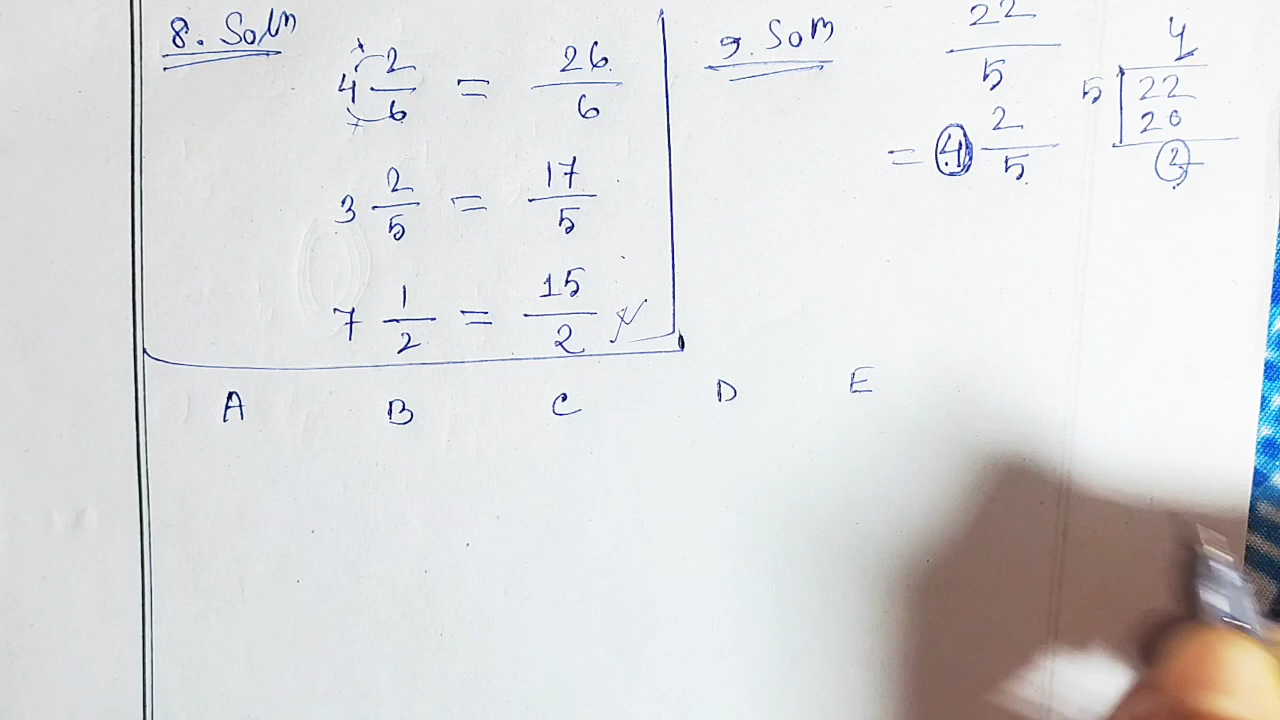 8. Soln
4 2/6 = 26/6
3 2/5 = 17/5
7 1/2 = 15/2
9. Soln
22/5
= 4 2/5
4
5 22
20
2
A B C D E